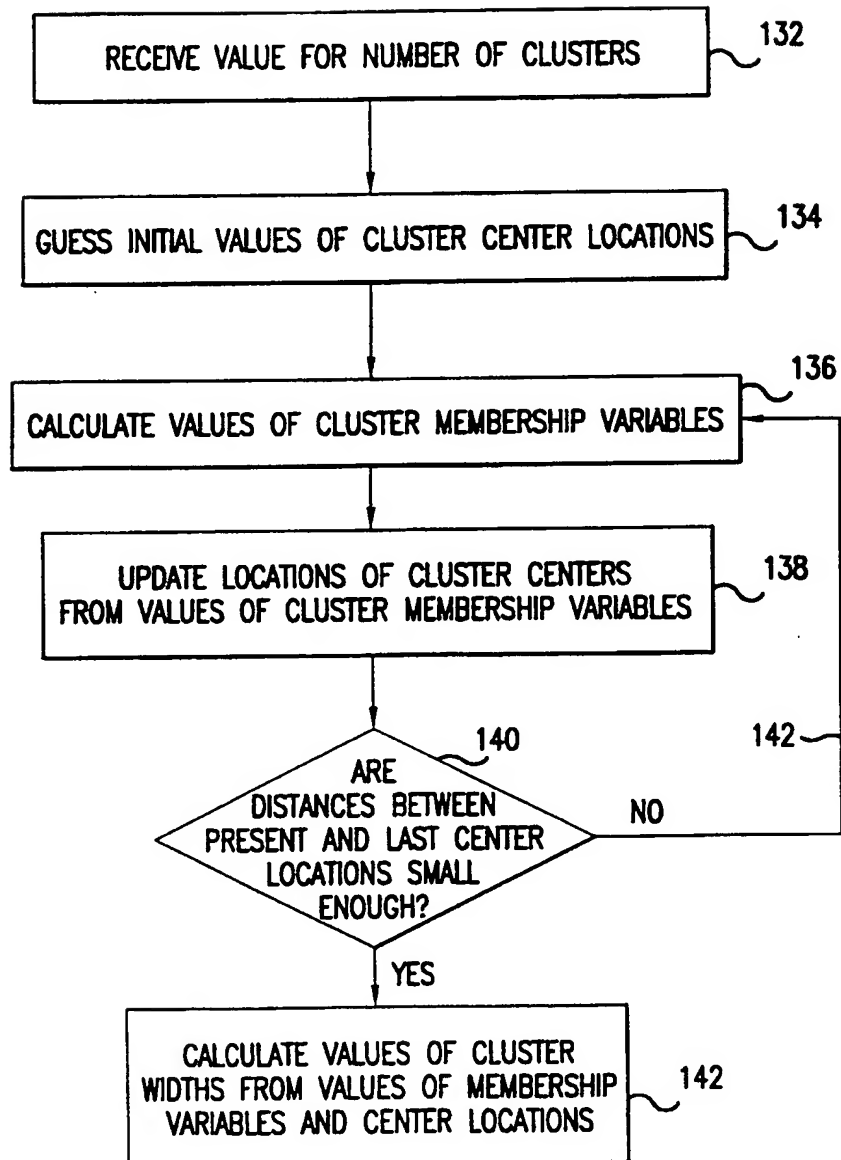 RECEIVE VALUE FOR NUMBER OF CLUSTERS
132
GUESS INITIAL VALUES OF CLUSTER CENTER LOCATIONS
134
CALCULATE VALUES OF CLUSTER MEMBERSHIP VARIABLES
136
UPDATE LOCATIONS OF CLUSTER CENTERS
FROM VALUES OF CLUSTER MEMBERSHIP VARIABLES
138
140
ARE
DISTANCES BETWEEN
PRESENT AND LAST CENTER
LOCATIONS SMALL
ENOUGH?
NO
142
YES
CALCULATE VALUES OF CLUSTER
WIDTHS FROM VALUES OF MEMBERSHIP
VARIABLES AND CENTER LOCATIONS
142